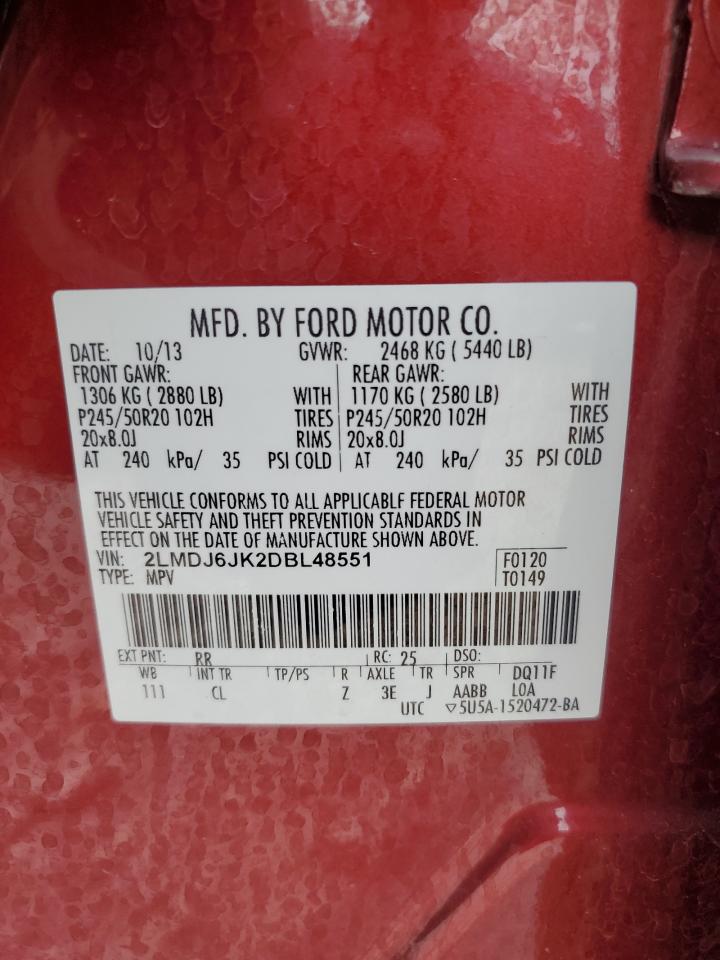 MFD. BY FORD MOTOR CO.
DATE: 10/13 GVWR: 2468 KG ( 5440 LB)
FRONT GAWR: REAR GAWR:
1306 KG ( 2880 LB) WITH 1170 KG ( 2580 LB) WITH
P245/50R20 102H TIRES P245/50R20 102H TIRES
20x8.0J RIMS 20x8.0J RIMS
AT 240 kPa/ 35 PSI COLD AT 240 kPa/ 35 PSI COLD
THIS VEHICLE CONFORMS TO ALL APPLICABLE FEDERAL MOTOR
VEHICLE SAFETY AND THEFT PREVENTION STANDARDS IN
EFFECT ON THE DATE OF MANUFACTURE SHOWN ABOVE.
VIN: 2LMDJ6JK2DBL48551 F0120
TYPE: MPV T0149
EXT PNT: RR RC: 25 DSO:
WB INT TR TP/PS R AXLE TR SPR DQ11F
111 CL Z 3E J AABB LOA
UTC ▽5U5A-1520472-BA